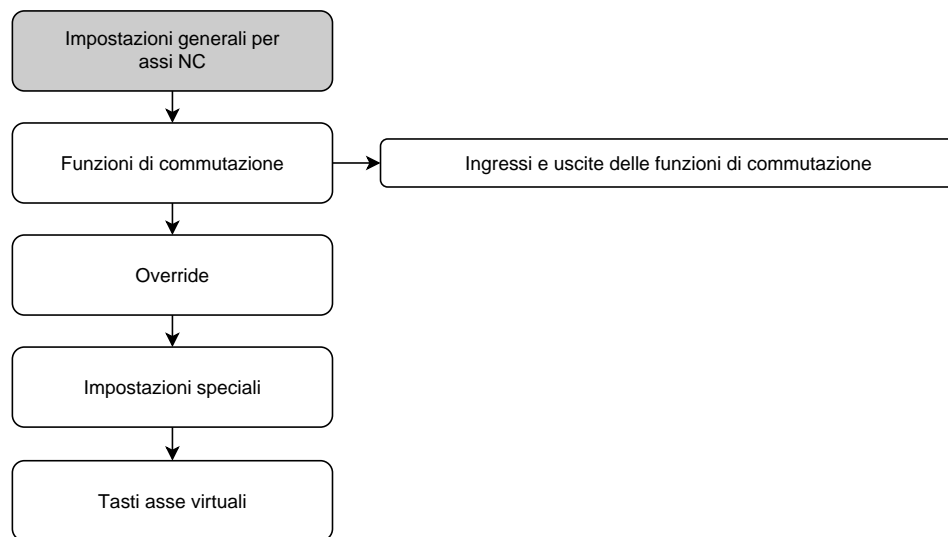 Impostazioni generali per
assi NC
Funzioni di commutazione
Ingressi e uscite delle funzioni di commutazione
Override
Impostazioni speciali
Tasti asse virtuali